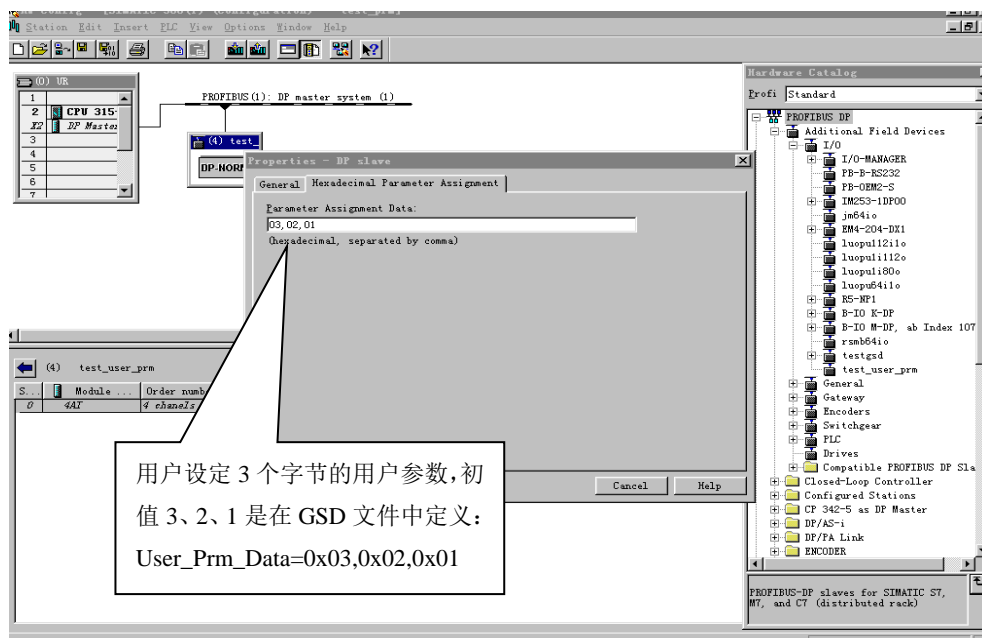 Station Edit Insert PLC View Options Window Help
(0) UR
1
2 CPU 315-
X2 DP Master
3
4
5
6
7
PROFIBUS(1): DP master system (1)
(4) test_
DP-NORM
Properties - DP slave
General Hexadecimal Parameter Assignment
Parameter Assignment Data:
03,02,01
(hexadecimal, separated by comma)
Cancel Help
(4) test_user_prm
S... Module ... Order numb
0 4AI 4 chanels
用户设定 3 个字节的用户参数,初
值 3、2、1 是在 GSD 文件中定义:
User_Prm_Data=0x03,0x02,0x01
Hardware Catalog
Profi Standard
PROFIBUS DP
Additional Field Devices
I/O
I/O-MANAGER
PB-B-RS232
PB-OEM2-S
IM253-1DP00
jm64io
EM4-204-DX1
luopul12i1o
luopuli112o
luopuli80o
luopu64i1o
R5-NP1
B-IO K-DP
B-IO M-DP, ab Index 107
rsmb64io
testgsd
test_user_prm
General
Gateway
Encoders
Switchgear
PLC
Drives
Compatible PROFIBUS DP Sla
Closed-Loop Controller
Configured Stations
CP 342-5 as DP Master
DP/AS-i
DP/PA Link
ENCODER
PROFIBUS-DP slaves for SIMATIC S7,
M7, and C7 (distributed rack)